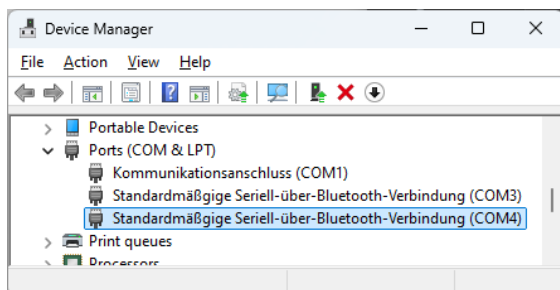 Device Manager
File Action View Help
Portable Devices
Ports (COM & LPT)
Kommunikationsanschluss (COM1)
Standardmäßgige Seriell-über-Bluetooth-Verbindung (COM3)
Standardmäßgige Seriell-über-Bluetooth-Verbindung (COM4)
Print queues
Processors